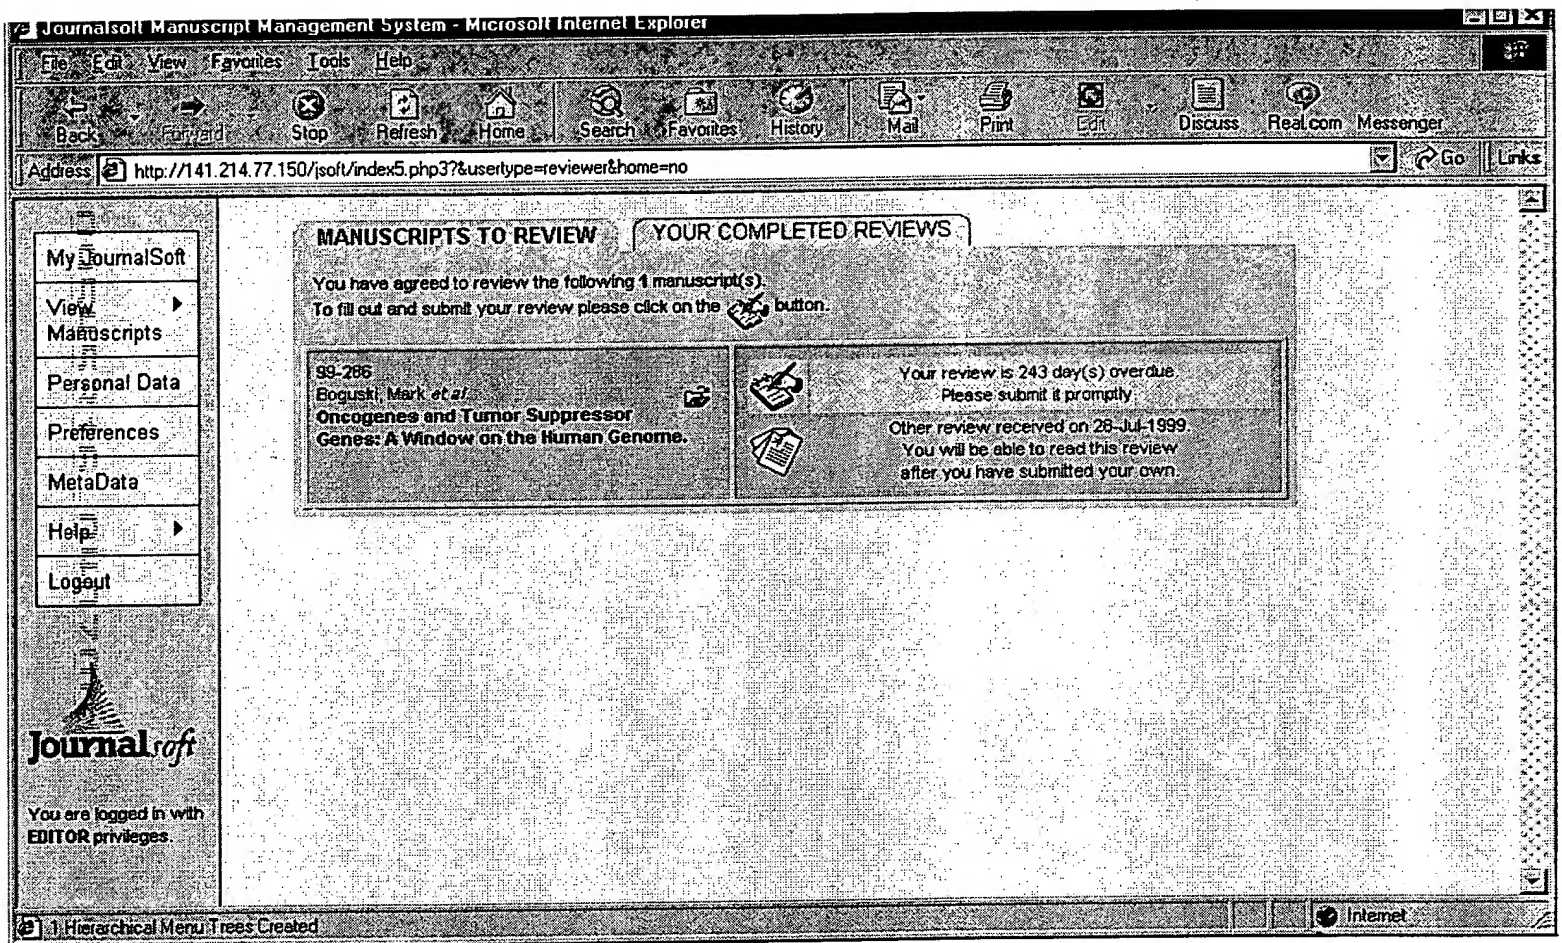 Journalsoft Manuscript Management System - Microsoft Internet Explorer
File Edit View Favorites Tools Help
Back Forward Stop Refresh Home Search Favorites History Mail Print Edit Discuss Real.com Messenger
Address http://141.214.77.150/jsoft/index5.php3?&usertype=reviewer&home=no Go Links
MANUSCRIPTS TO REVIEW YOUR COMPLETED REVIEWS
You have agreed to review the following 1 manuscript(s).
To fill out and submit your review please click on the button.
99-286
Boguski, Mark et al.
Oncogenes and Tumor Suppressor
Genes: A Window on the Human Genome.
Your review is 243 day(s) overdue
Please submit it promptly
Other review received on 28-Jul-1999.
You will be able to read this review
after you have submitted your own.
My JournalSoft
View
Manuscripts
Personal Data
Preferences
MetaData
Help
Logout
Journalsoft
You are logged in with
EDITOR privileges.
1 Hierarchical Menu Trees Created
Internet